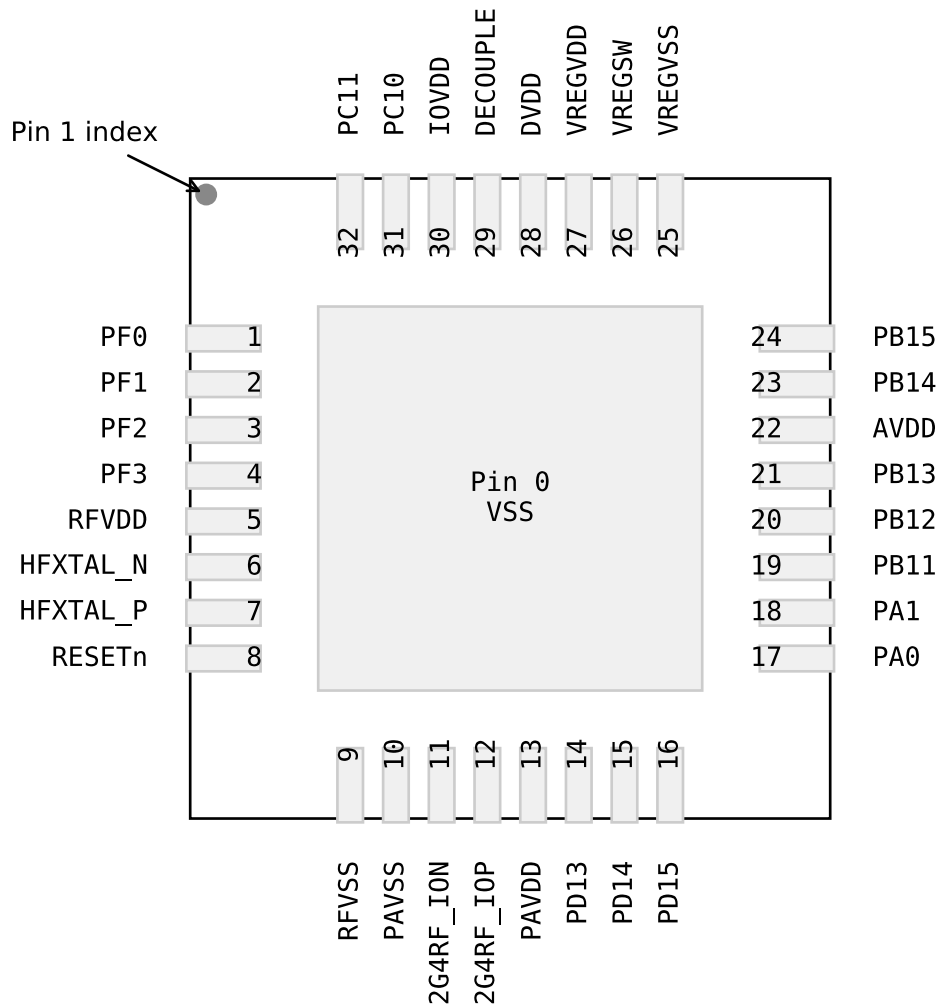 PC11
PC10
IOVDD
DECOUPLE
DVDD
VREGVDD
VREGSW
VREGVSS
Pin 1 index
32
31
30
29
28
27
26
25
PF0 1
PF1 2
PF2 3
PF3 4
RFVDD 5
HFXTAL_N 6
HFXTAL_P 7
RESETn 8
Pin 0
VSS
24 PB15
23 PB14
22 AVDD
21 PB13
20 PB12
19 PB11
18 PA1
17 PA0
9
10
11
12
13
14
15
16
RFVSS
PAVSS
2G4RF_ION
2G4RF_IOP
PAVDD
PD13
PD14
PD15